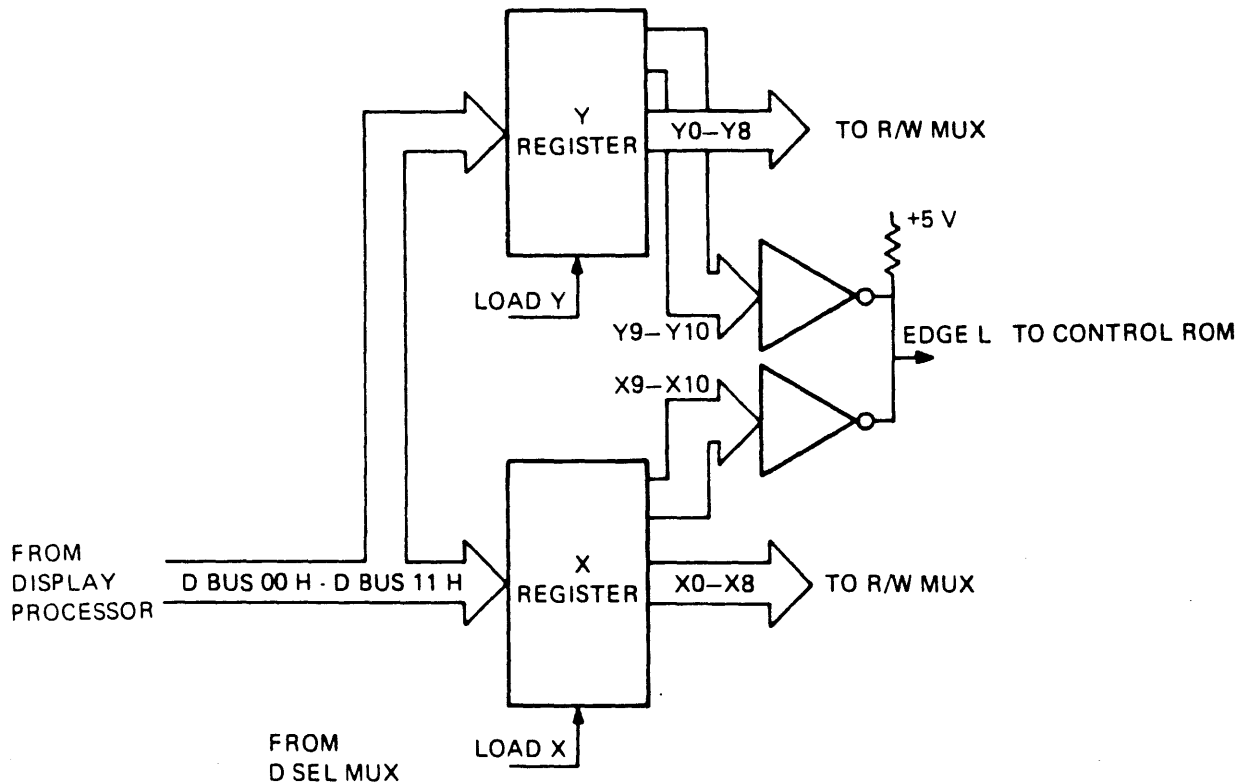 Y
REGISTER
Y0–Y8
TO R/W MUX
+5 V
LOAD Y
Y9–Y10
EDGE L TO CONTROL ROM
X9–X10
FROM
DISPLAY
PROCESSOR
D BUS 00 H - D BUS 11 H
X
REGISTER
X0–X8
TO R/W MUX
FROM
D SEL MUX
LOAD X